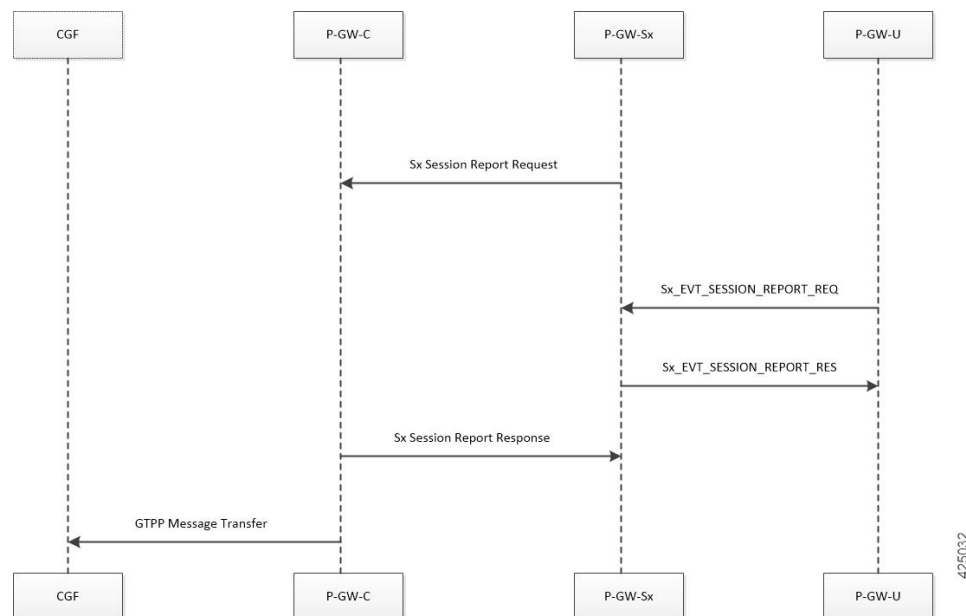 CGF
P-GW-C
P-GW-Sx
P-GW-U
Sx Session Report Request
Sx_EVT_SESSION_REPORT_REQ
Sx_EVT_SESSION_REPORT_RES
Sx Session Report Response
GTPP Message Transfer
CGF
P-GW-C
P-GW-Sx
P-GW-U
425032